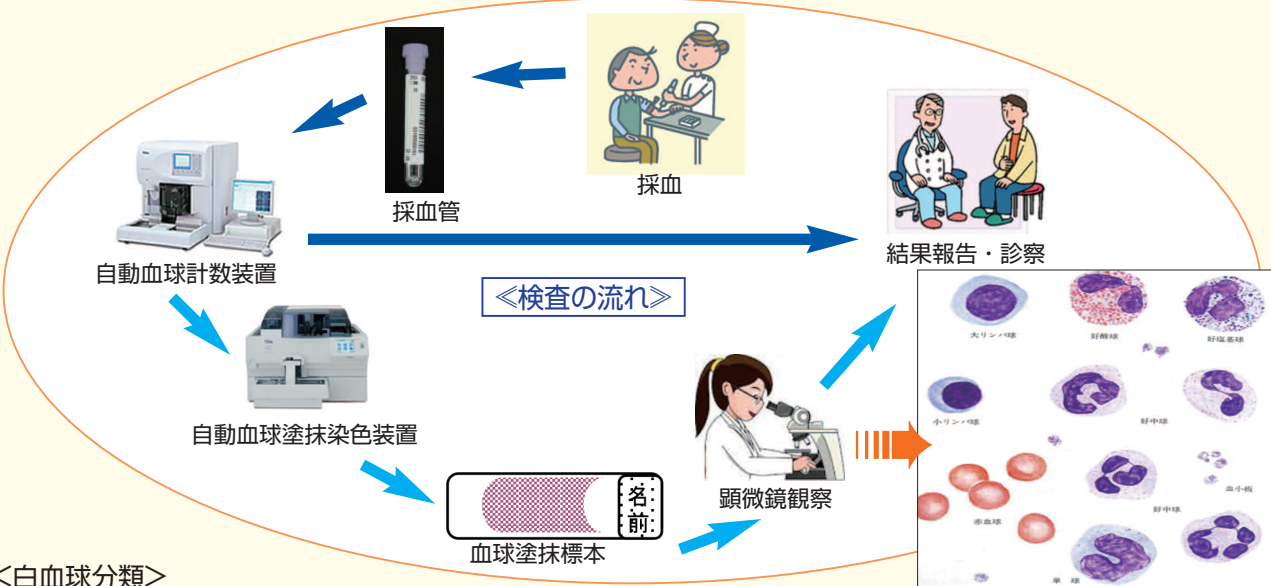 採血
採血管
自動血球計数装置
結果報告・診察
≪検査の流れ≫
自動血球塗抹染色装置
名前
血球塗抹標本
顕微鏡観察
大リンパ球
好酸球
好塩基球
小リンパ球
好中球
血小板
好中球
赤血球
単 球
<白血球分類>